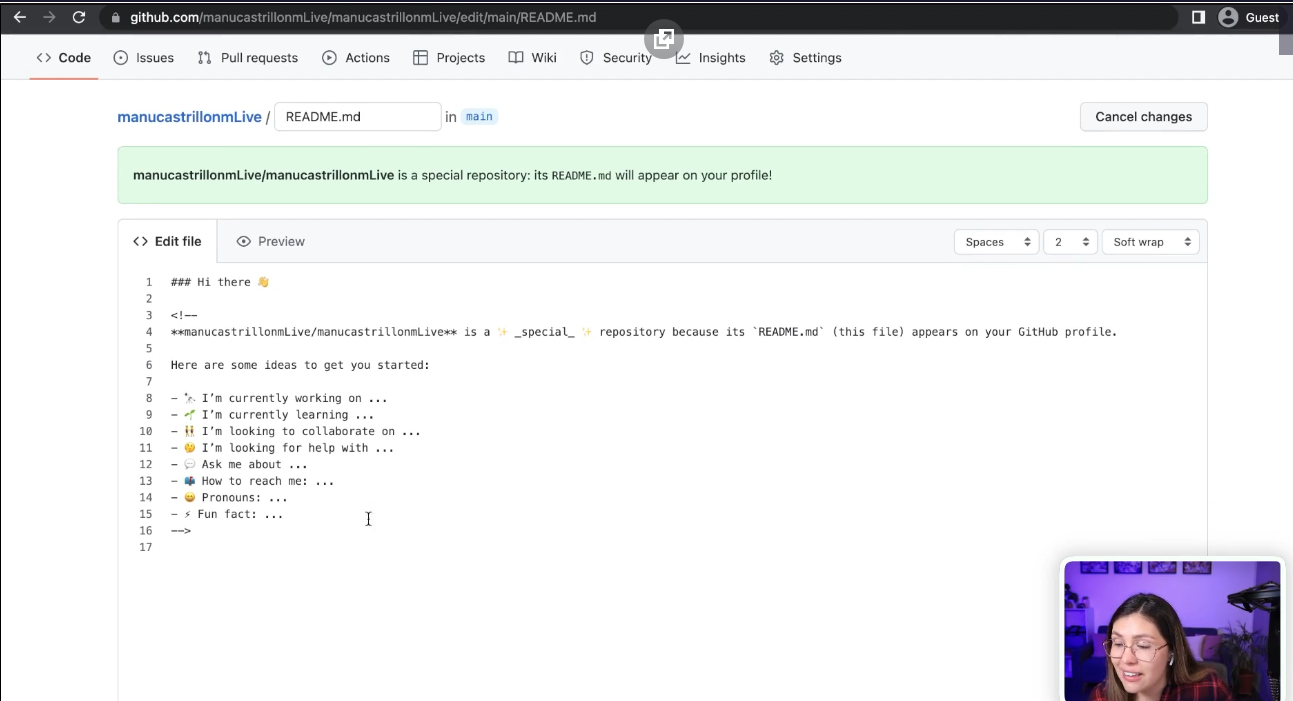 github.com/manucastrillonmLive/manucastrillonmLive/edit/main/README.md Guest
Code Issues Pull requests Actions Projects Wiki Security Insights Settings
manucastrillonmLive / README.md in main Cancel changes
manucastrillonmLive/manucastrillonmLive is a special repository: its README.md will appear on your profile!
<> Edit file Preview Spaces 2 Soft wrap
1 ### Hi there 👋
2
3 <!--
4 **manucastrillonmLive/manucastrillonmLive** is a ✨ _special_ ✨ repository because its `README.md` (this file) appears on your GitHub profile.
5
6 Here are some ideas to get you started:
7
8 - 🔭 I’m currently working on ...
9 - 🌱 I’m currently learning ...
10 - 👯 I’m looking to collaborate on ...
11 - 🤔 I’m looking for help with ...
12 - 💬 Ask me about ...
13 - 📫 How to reach me: ...
14 - 😄 Pronouns: ...
15 - ⚡ Fun fact: ...
16 -->
17